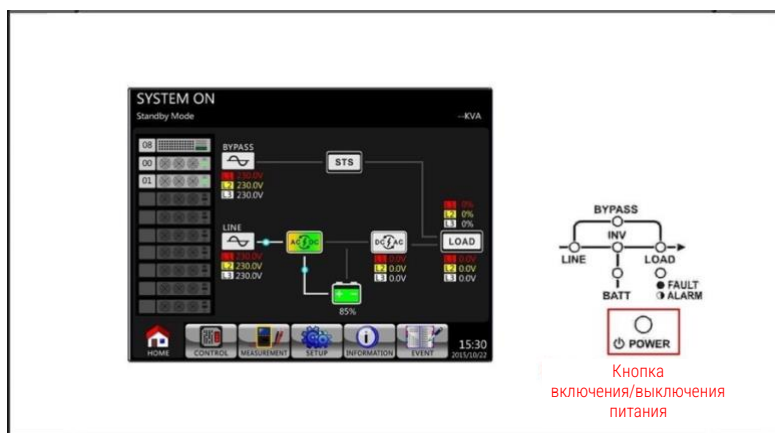 SYSTEM ON
Standby Mode
--KVA
08
00
01
BYPASS
L1 230.0V
L2 230.0V
L3 230.0V
STS
L1 0%
L2 0%
L3 0%
LINE
L1 230.0V
L2 230.0V
L3 230.0V
AC DC
DC AC
L1 0.0V
L2 0.0V
L3 0.0V
LOAD
L1 0.0V
L2 0.0V
L3 0.0V
85%
HOME
CONTROL
MEASUREMENT
SETUP
INFORMATION
EVENT
15:30
2015/10/22
BYPASS
INV
LINE
LOAD
BATT
FAULT
ALARM
POWER
Кнопка
включения/выключения
питания